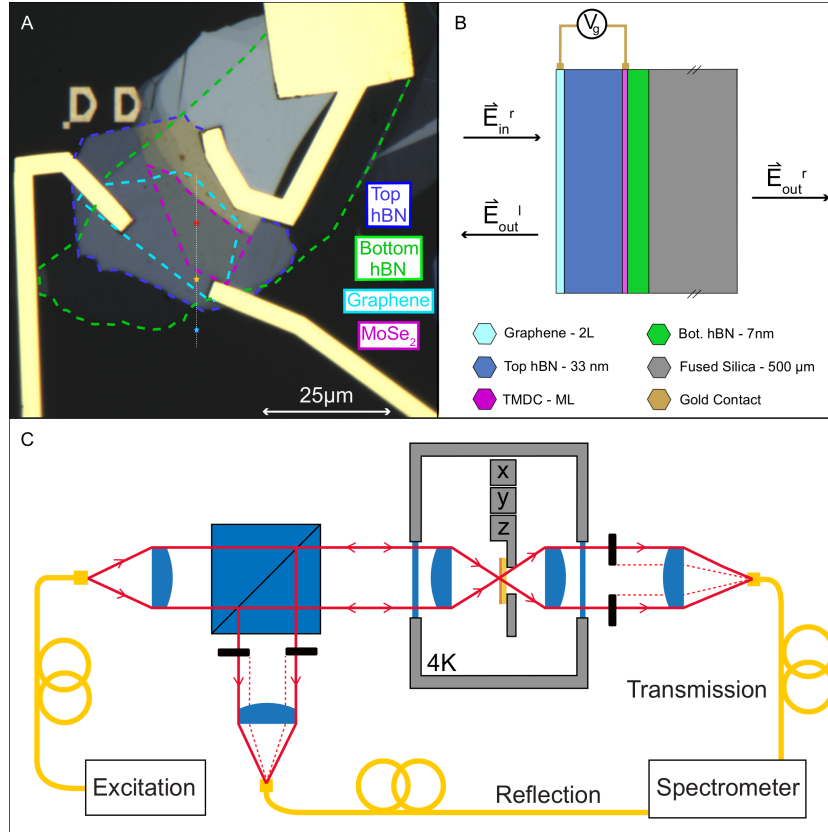 A
D D
Top
hBN
Bottom
hBN
Graphene
MoSe2
25µm
B
Vg
E⃗in r
E⃗out l
E⃗out r
Graphene - 2L
Top hBN - 33 nm
TMDC - ML
Bot. hBN - 7nm
Fused Silica - 500 µm
Gold Contact
C
x
y
z
4K
Transmission
Excitation
Reflection
Spectrometer